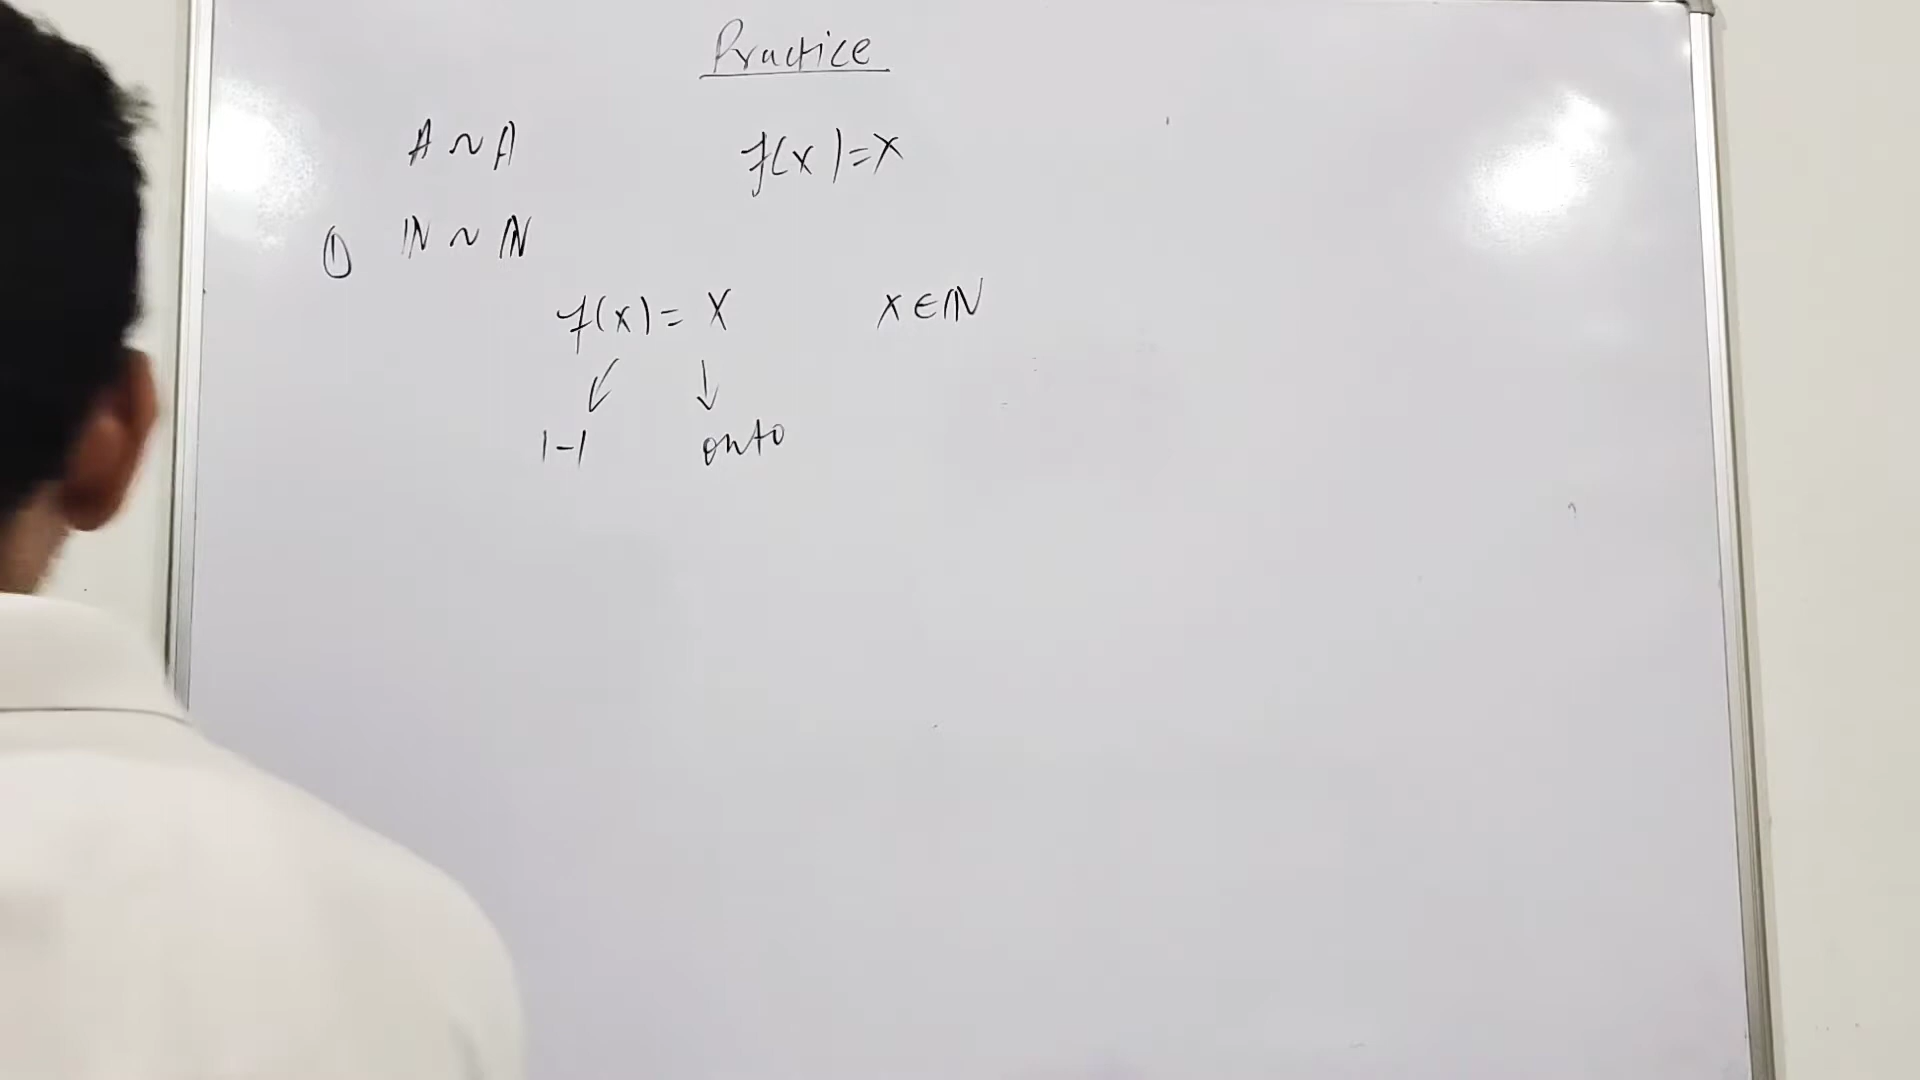 Practice
A ~ A f(x)=x
① ℕ ~ ℕ
f(x)= x x∈ℕ
↙ ↓
1-1 onto